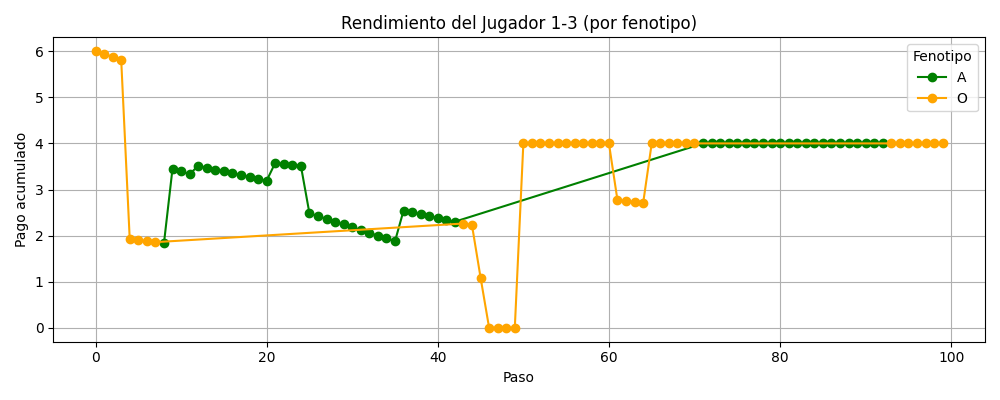 Rendimiento del Jugador 1-3 (por fenotipo)
Pago acumulado
6
5
4
3
2
1
0
Fenotipo
A
O
0 20 40 60 80 100
Paso